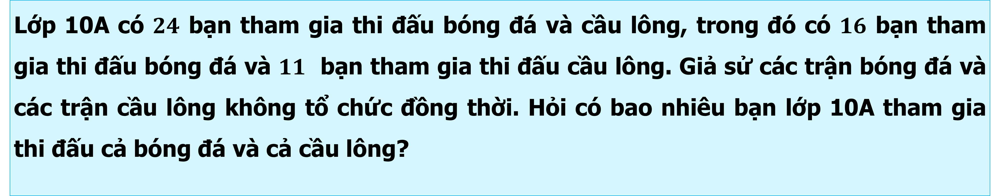 Lớp 10A có 24 bạn tham gia thi đấu bóng đá và cầu lông, trong đó có 16 bạn tham
gia thi đấu bóng đá và 11 bạn tham gia thi đấu cầu lông. Giả sử các trận bóng đá và
các trận cầu lông không tổ chức đồng thời. Hỏi có bao nhiêu bạn lớp 10A tham gia
thi đấu cả bóng đá và cả cầu lông?